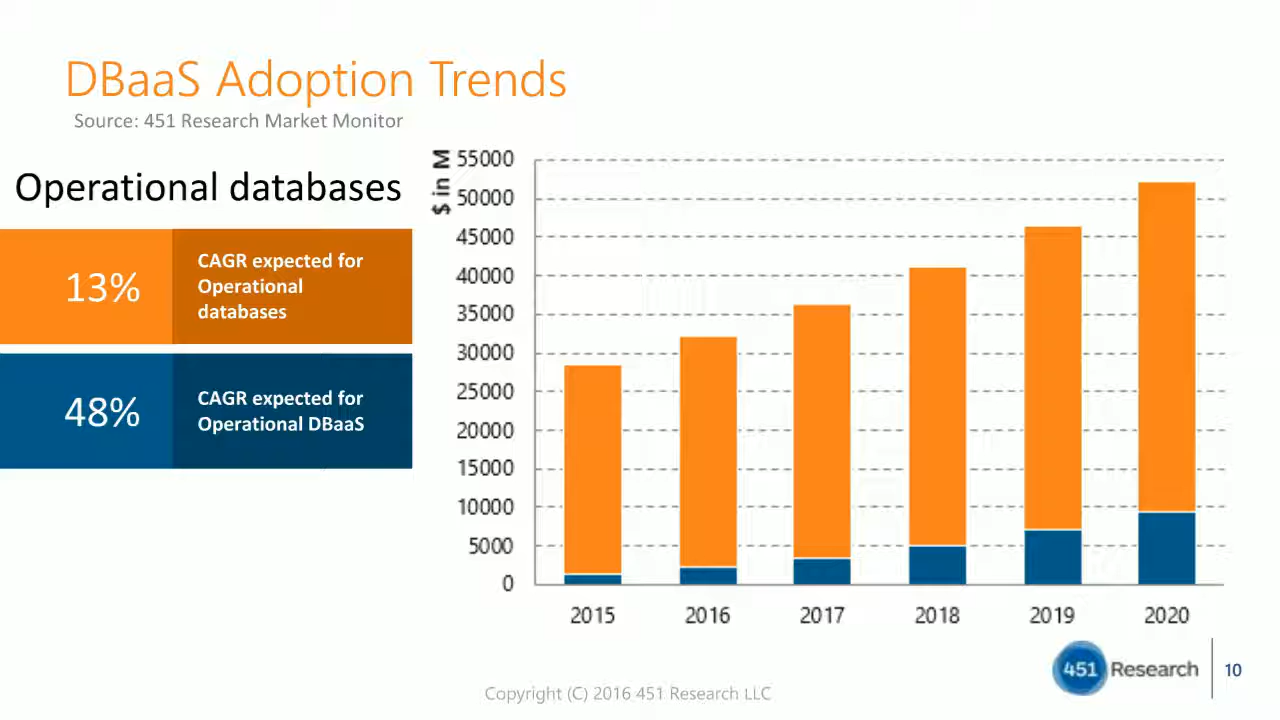 DBaaS Adoption Trends
Source: 451 Research Market Monitor
Operational databases
13%
CAGR expected for
Operational
databases
48%
CAGR expected for
Operational DBaaS
$ in M
55000
50000
45000
40000
35000
30000
25000
20000
15000
10000
5000
0
2015 2016 2017 2018 2019 2020
451 Research
10
Copyright (C) 2016 451 Research LLC